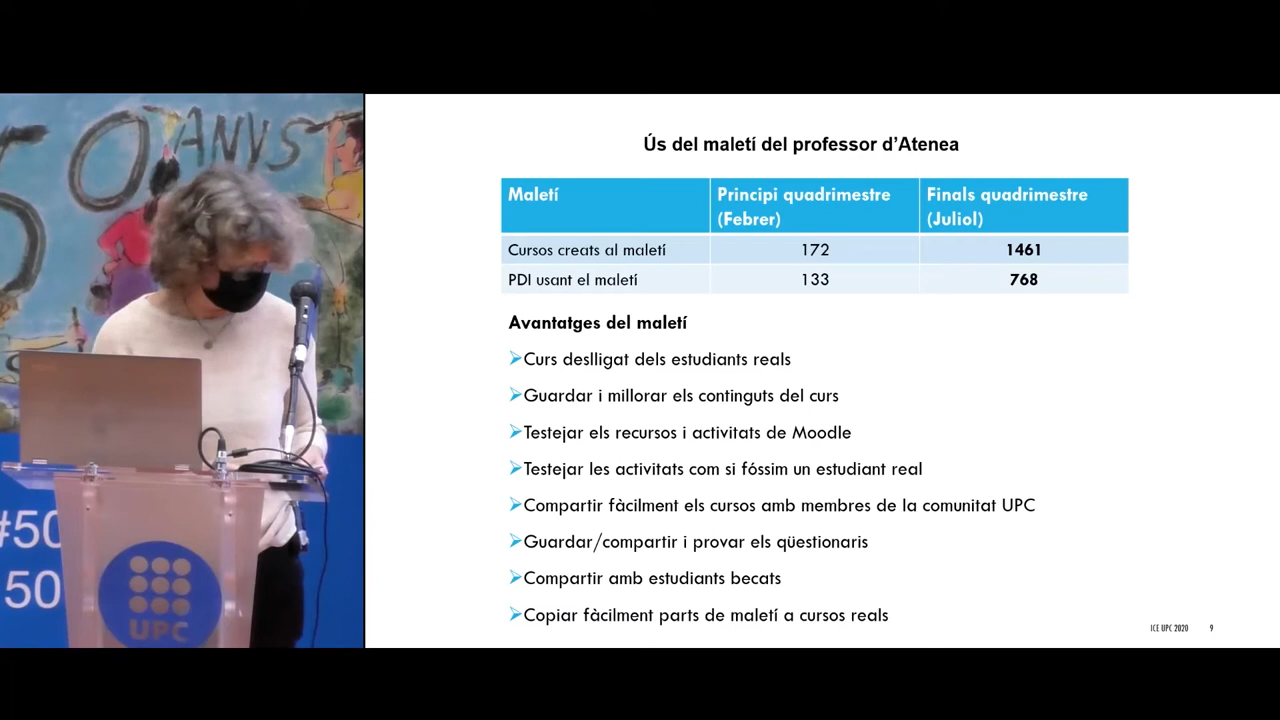 50 ANYS
#50
50
UPC
Ús del maletí del professor d'Atenea
Maletí
Principi quadrimestre
(Febrer)
Finals quadrimestre
(Juliol)
Cursos creats al maletí 172 1461
PDI usant el maletí 133 768
Avantatges del maletí
Curs deslligat dels estudiants reals
Guardar i millorar els continguts del curs
Testejar els recursos i activitats de Moodle
Testejar les activitats com si fóssim un estudiant real
Compartir fàcilment els cursos amb membres de la comunitat UPC
Guardar/compartir i provar els qüestionaris
Compartir amb estudiants becats
Copiar fàcilment parts de maletí a cursos reals
ICE UPC 2020 9